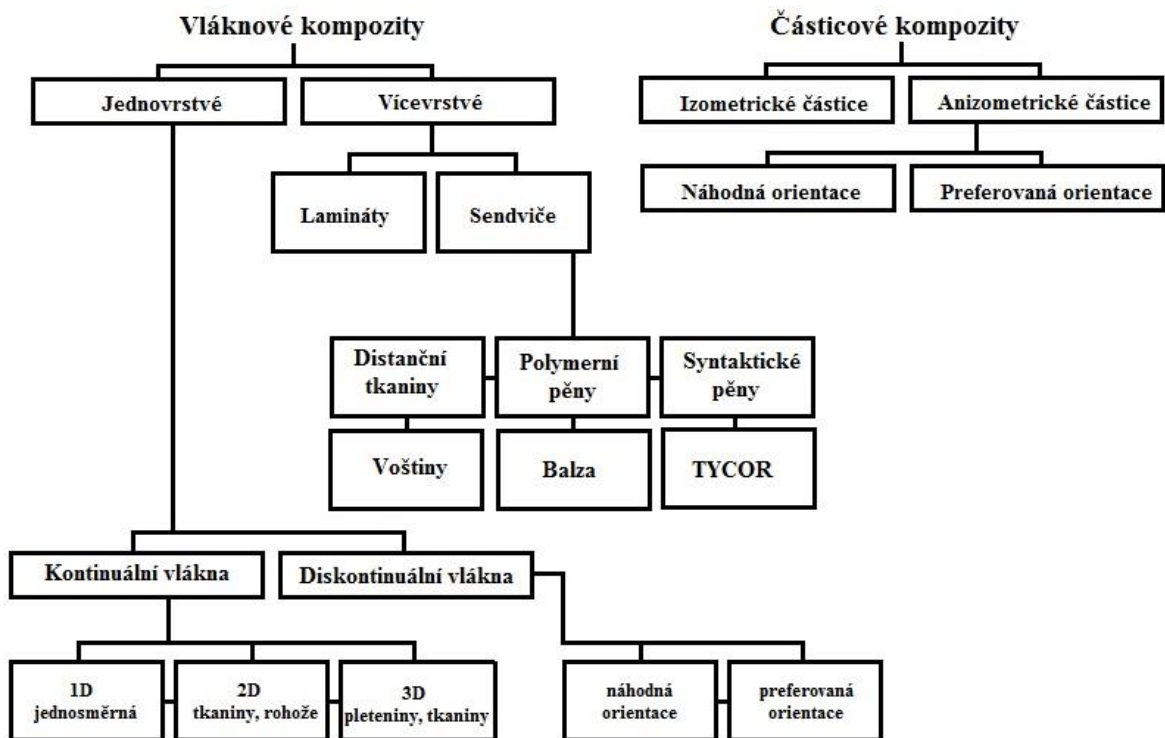 Vláknové kompozity
Částicové kompozity
Jednovrstvé
Vícevrstvé
Izometrické částice
Anizometrické částice
Náhodná orientace
Preferovaná orientace
Lamináty
Sendviče
Distanční
tkaniny
Polymerní
pěny
Syntaktické
pěny
Voštiny
Balza
TYCOR
Kontinuální vlákna
Diskontinuální vlákna
1D
jednosměrná
2D
tkaniny, rohože
3D
pleteniny, tkaniny
náhodná
orientace
preferovaná
orientace